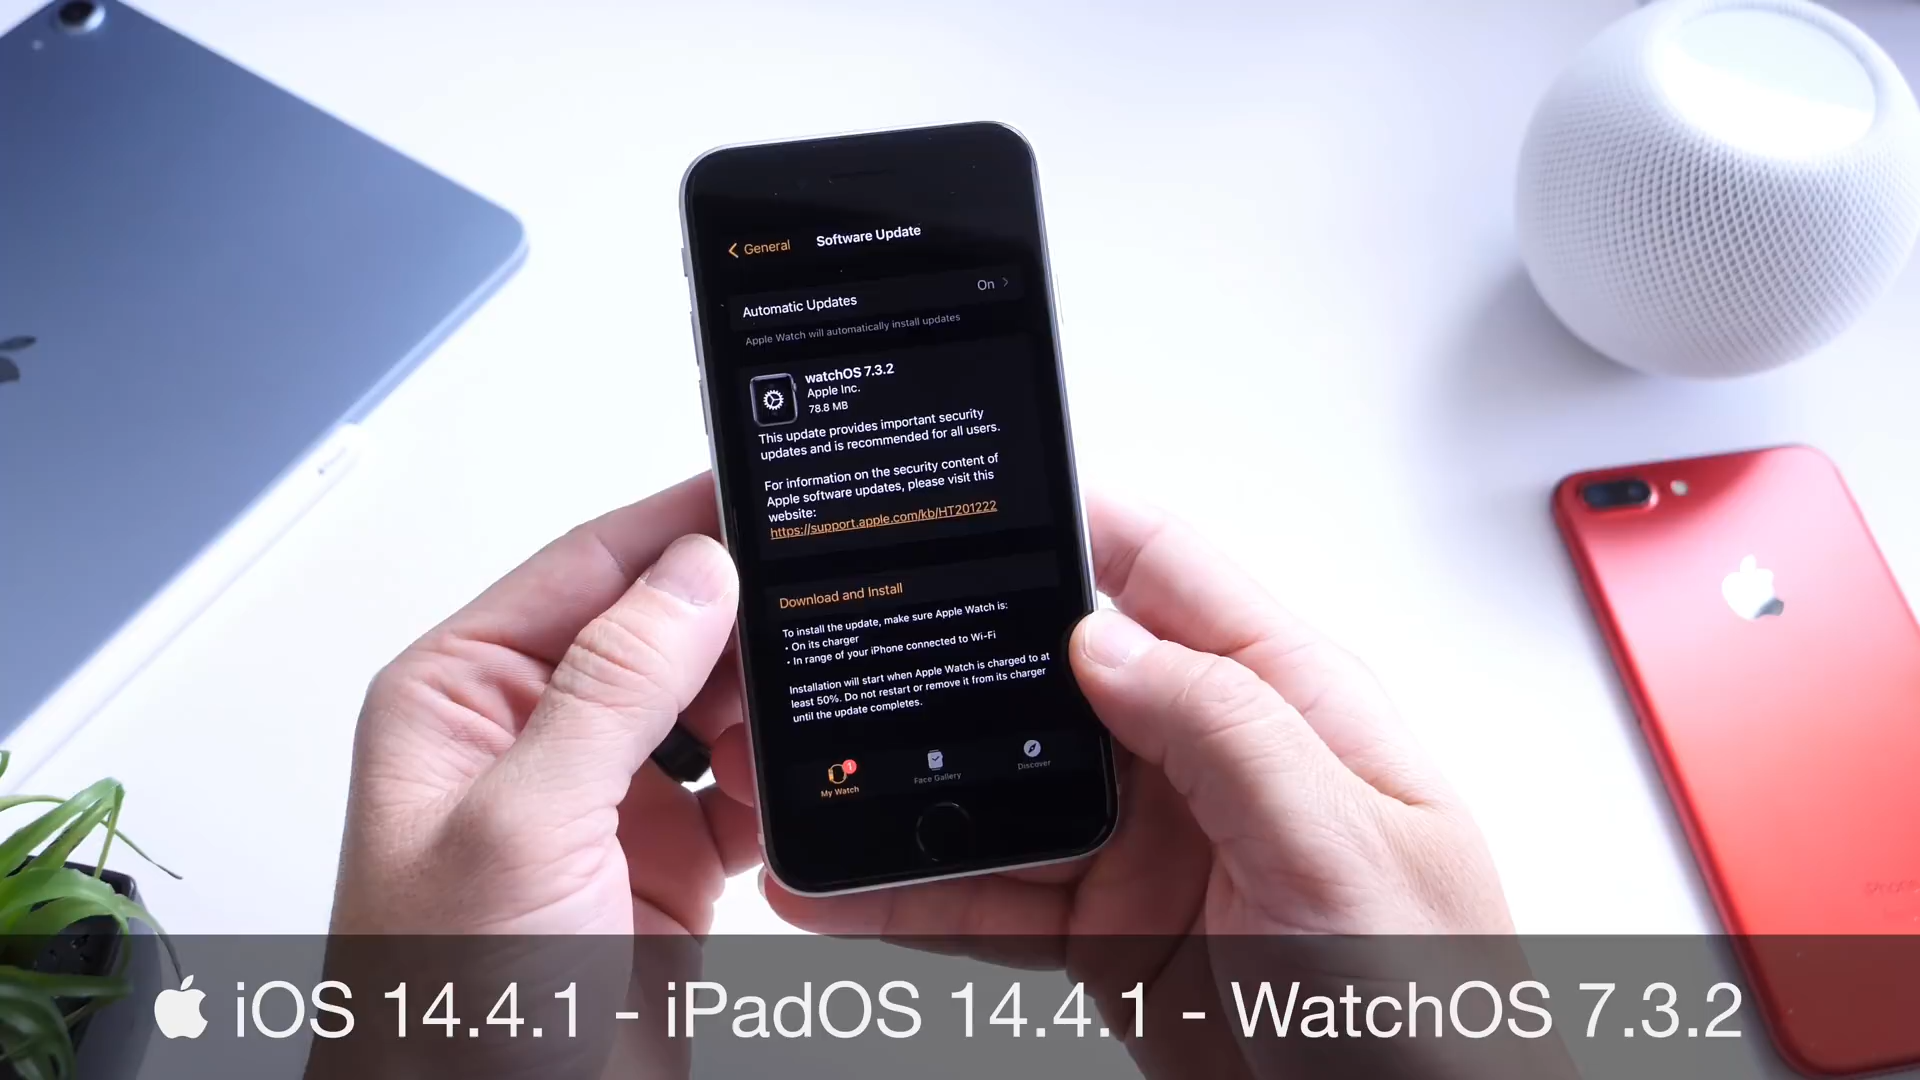 General
Software Update
Automatic Updates
On
Apple Watch will automatically install updates
watchOS 7.3.2
Apple Inc.
78.8 MB
This update provides important security
updates and is recommended for all users.
For information on the security content of
Apple software updates, please visit this
website:
https://support.apple.com/kb/HT201222
Download and Install
To install the update, make sure Apple Watch is:
• On its charger
• In range of your iPhone connected to Wi-Fi
Installation will start when Apple Watch is charged to at
least 50%. Do not restart or remove it from its charger
until the update completes.
1
My Watch
Face Gallery
Discover
iPhone
iOS 14.4.1 - iPadOS 14.4.1 - WatchOS 7.3.2